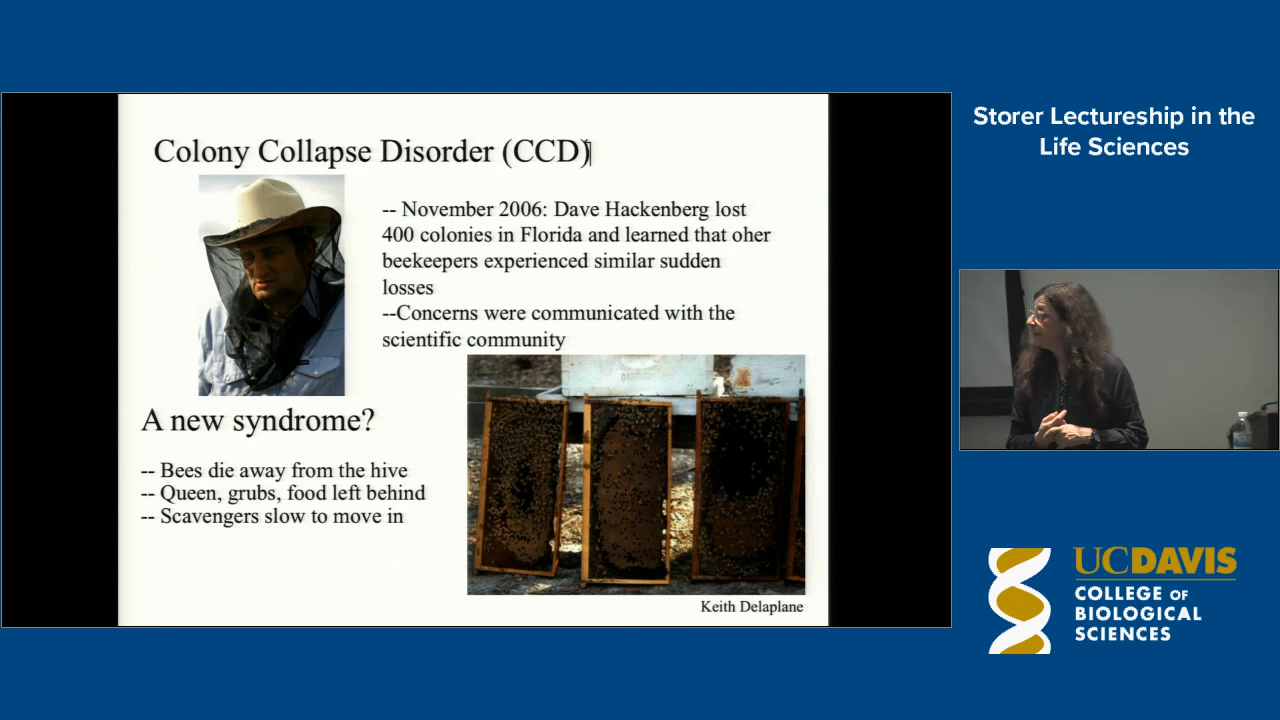 Colony Collapse Disorder (CCD)
-- November 2006: Dave Hackenberg lost
400 colonies in Florida and learned that oher
beekeepers experienced similar sudden
losses
--Concerns were communicated with the
scientific community
A new syndrome?
-- Bees die away from the hive
-- Queen, grubs, food left behind
-- Scavengers slow to move in
Keith Delaplane
Storer Lectureship in the
Life Sciences
UCDAVIS
COLLEGE OF
BIOLOGICAL
SCIENCES